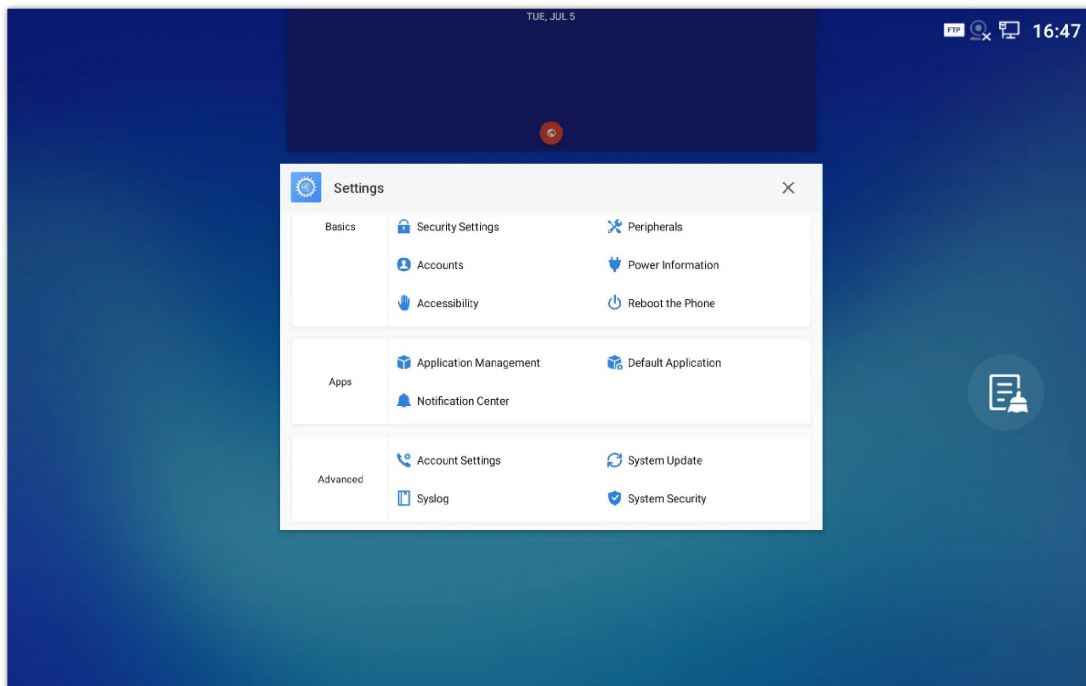 TUE, JUL 5
FTP 16:47
Settings
Basics
Security Settings
Peripherals
Accounts
Power Information
Accessibility
Reboot the Phone
Apps
Application Management
Default Application
Notification Center
Advanced
Account Settings
System Update
Syslog
System Security